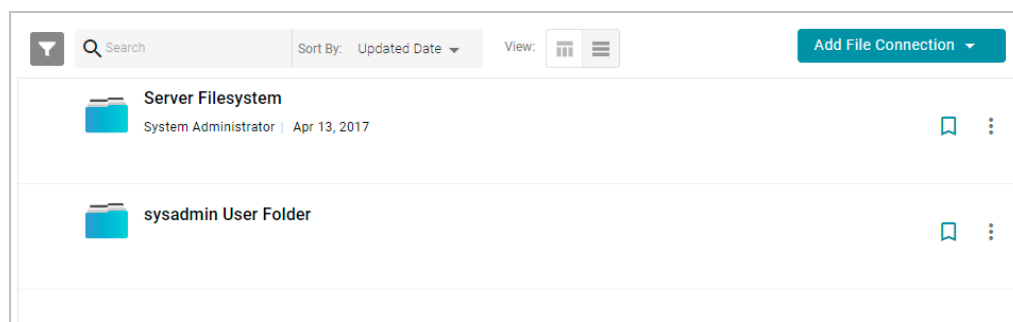 Search
Sort By: Updated Date
View:
Add File Connection
Server Filesystem
System Administrator | Apr 13, 2017
sysadmin User Folder